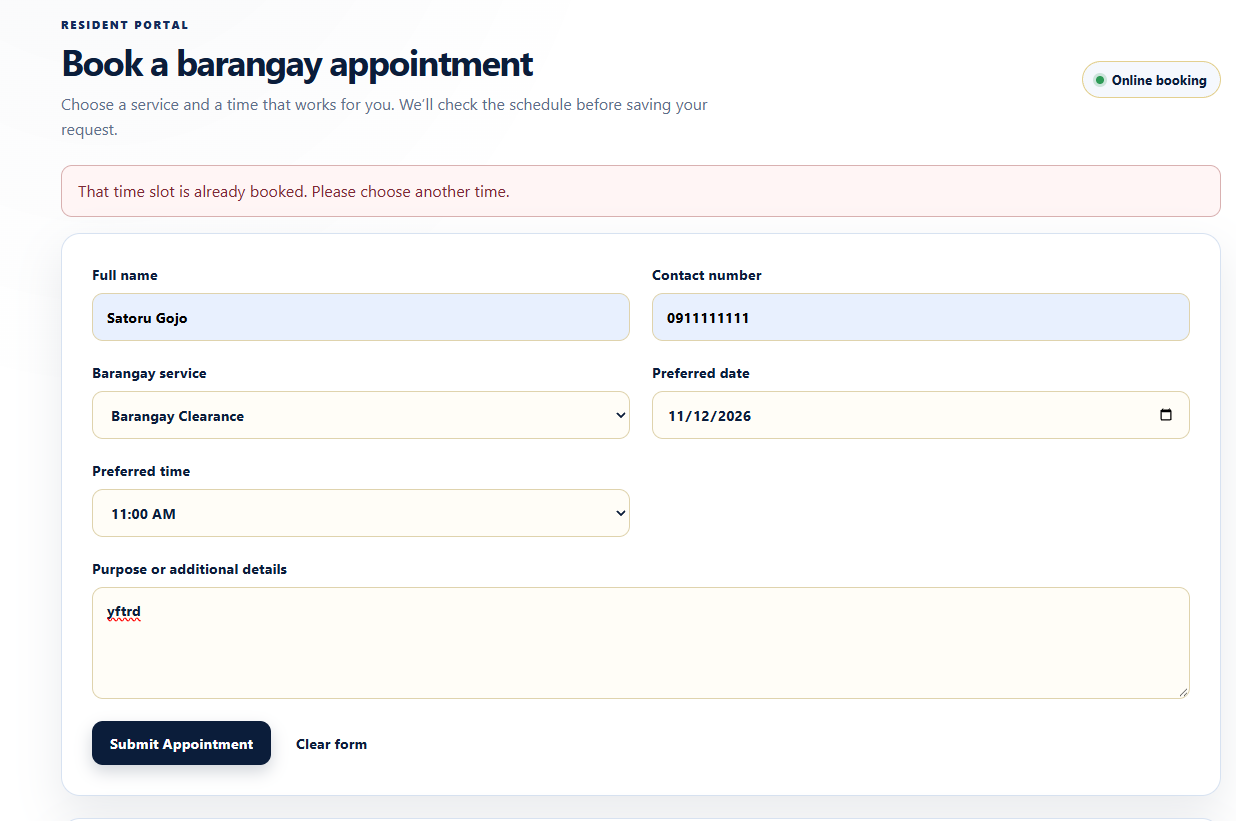 RESIDENT PORTAL
Book a barangay appointment
Online booking
Choose a service and a time that works for you. We’ll check the schedule before saving your
request.
That time slot is already booked. Please choose another time.
Full name
Contact number
Satoru Gojo
0911111111
Barangay service
Preferred date
Barangay Clearance
11/12/2026
Preferred time
11:00 AM
Purpose or additional details
yftrd
Submit Appointment
Clear form